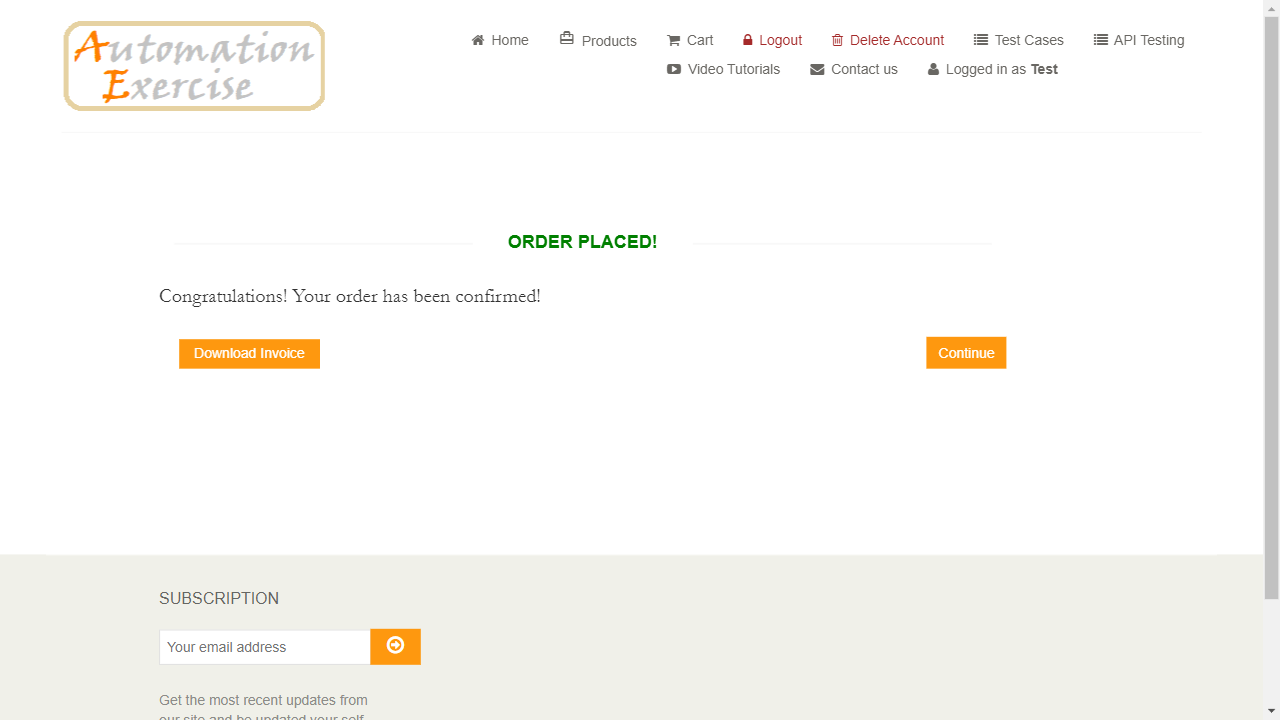 Automation
Exercise
Home
Products
Cart
Logout
Delete Account
Test Cases
API Testing
Video Tutorials
Contact us
Logged in as Test
ORDER PLACED!
Congratulations! Your order has been confirmed!
Download Invoice
Continue
SUBSCRIPTION
Your email address
Get the most recent updates from
our site and be updated your self